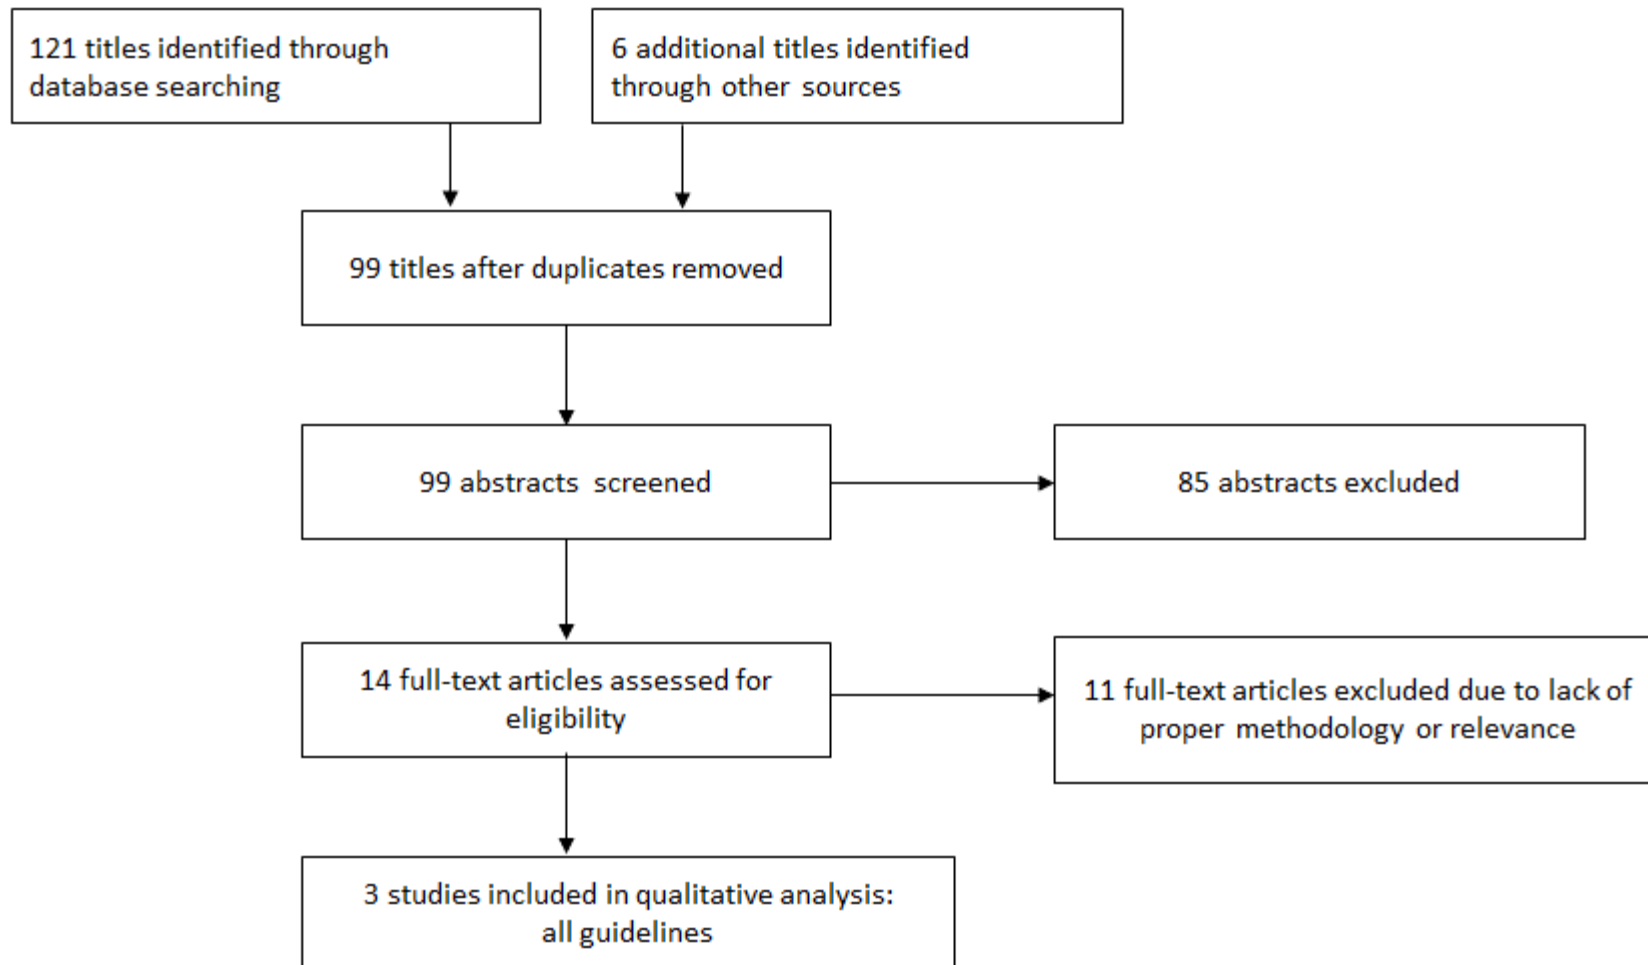 121 titles identified through
database searching
6 additional titles identified
through other sources
99 titles after duplicates removed
99 abstracts screened
85 abstracts excluded
14 full-text articles assessed for
eligibility
11 full-text articles excluded due to lack of
proper methodology or relevance
3 studies included in qualitative analysis:
all guidelines